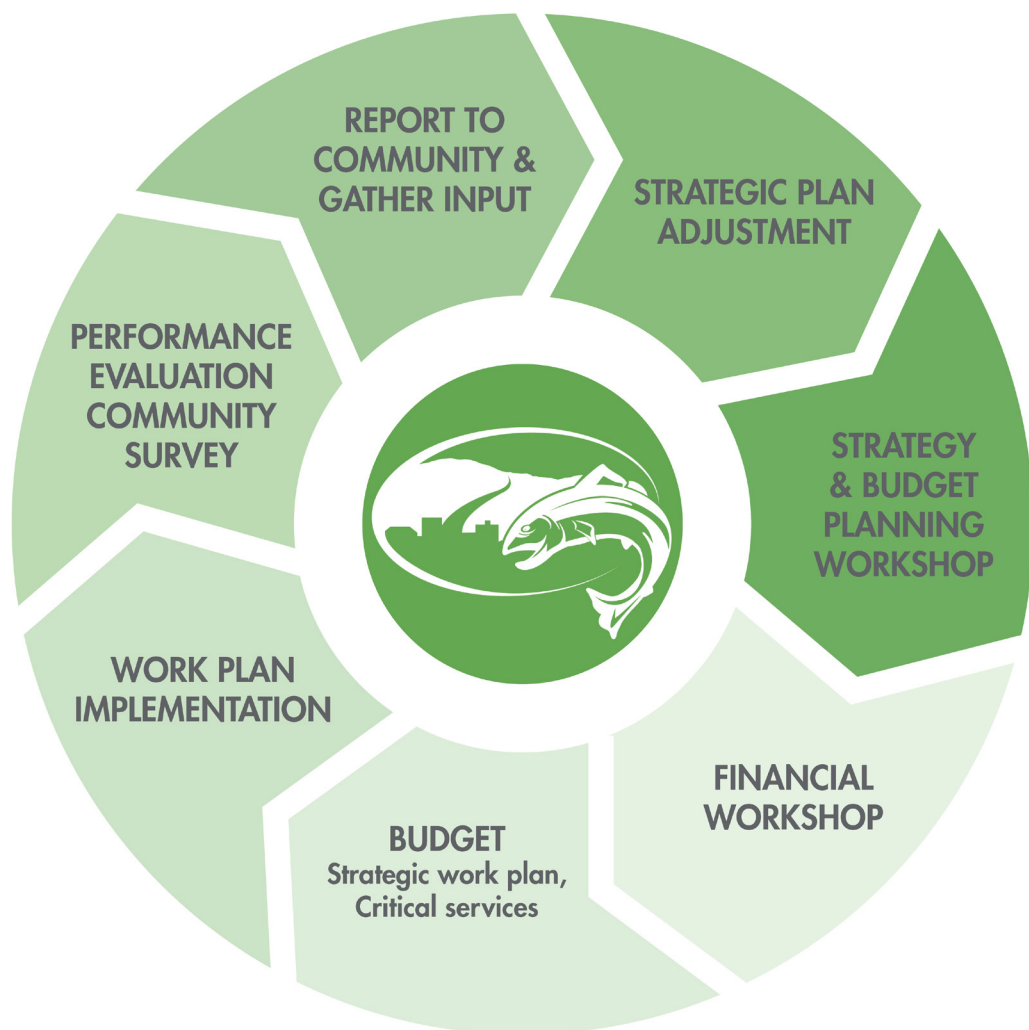 REPORT TO
COMMUNITY &
GATHER INPUT
STRATEGIC PLAN
ADJUSTMENT
STRATEGY
& BUDGET
PLANNING
WORKSHOP
FINANCIAL
WORKSHOP
BUDGET
Strategic work plan,
Critical services
WORK PLAN
IMPLEMENTATION
PERFORMANCE
EVALUATION
COMMUNITY
SURVEY